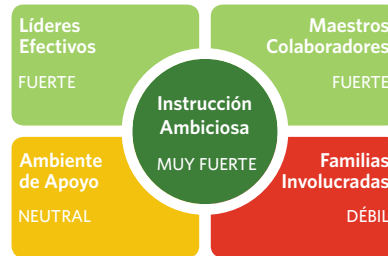 Líderes
Efectivos
FUERTE
Maestros
Colaboradores
FUERTE
Instrucción
Ambiciosa
MUY FUERTE
Ambiente
de Apoyo
NEUTRAL
Familias
Involucradas
DÉBIL